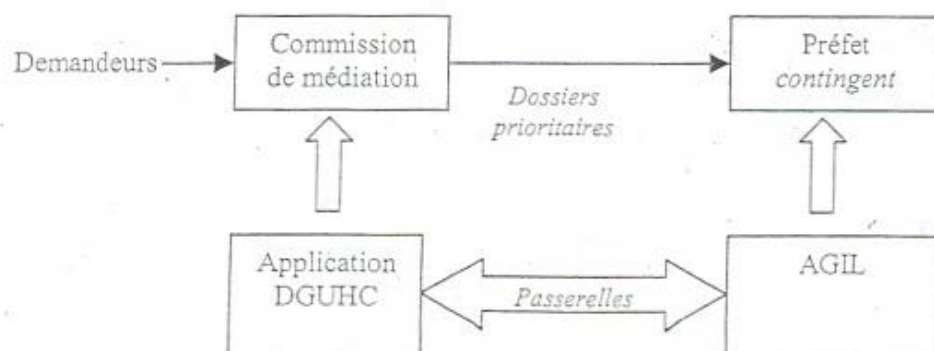 Demandeurs
Commission
de médiation
Dossiers
prioritaires
Préfet
contingent
Application
DGUHC
Passerelles
AGIL